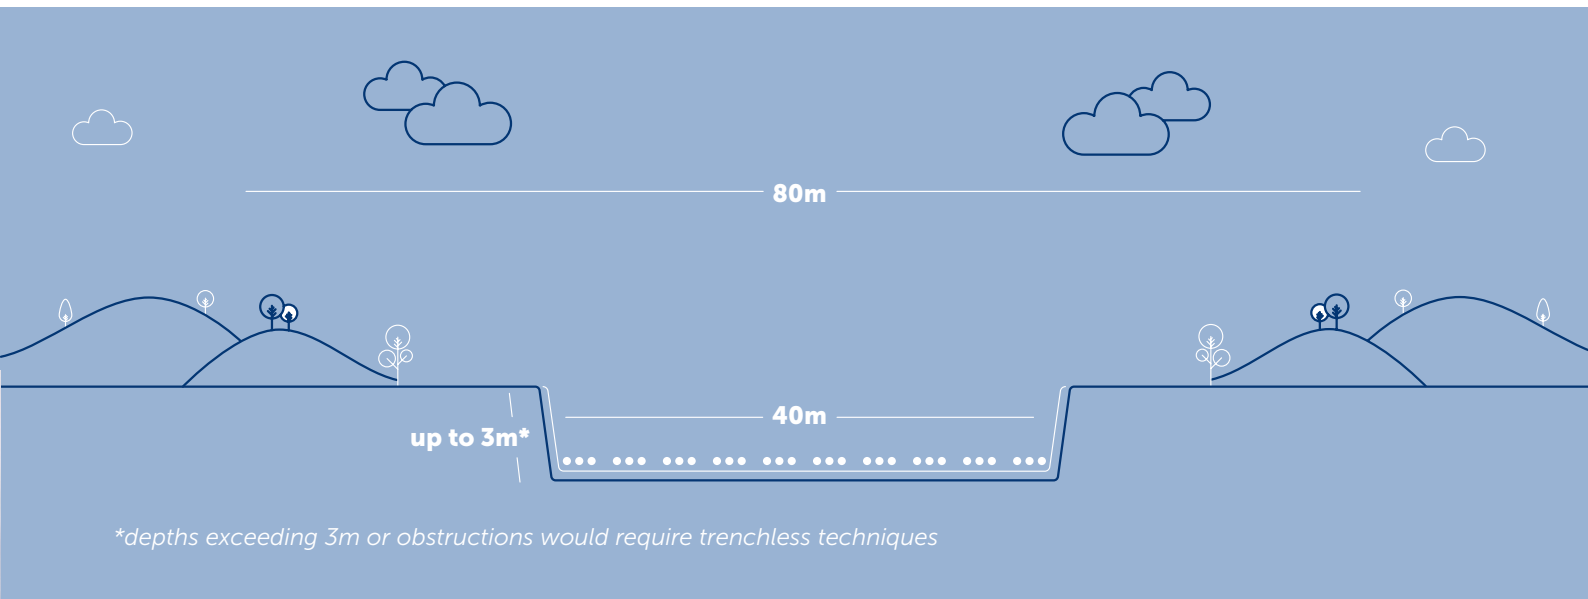 80m
40m
up to 3m*
*depths exceeding 3m or obstructions would require trenchless techniques